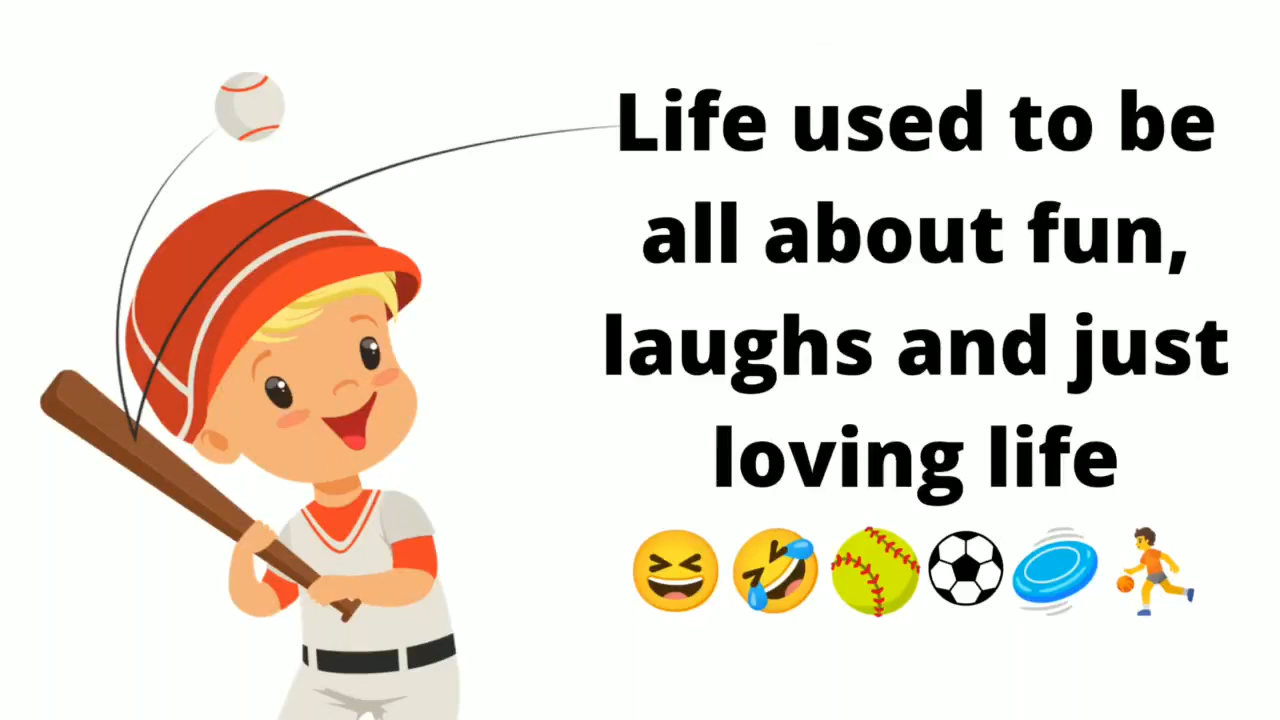 Life used to be
all about fun,
laughs and just
loving life
😆🤣🥎⚽🥏⛹️